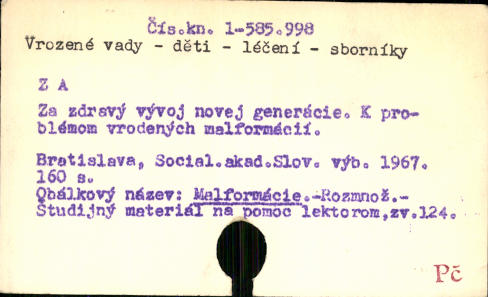 Čís.kn. 1-585.998
Vrozené vady - děti - léčení - sborníky
Z A
Za zdravý vývoj novej generácie. K pro-
blémom vrodených malformácií.
Bratislava, Social.akad.Slov. výb. 1967.
160 s.
Obálkový název: Malformácie.-Rozmnož.-
Študijný materiál na pomoc lektorom,zv.124.
Pč